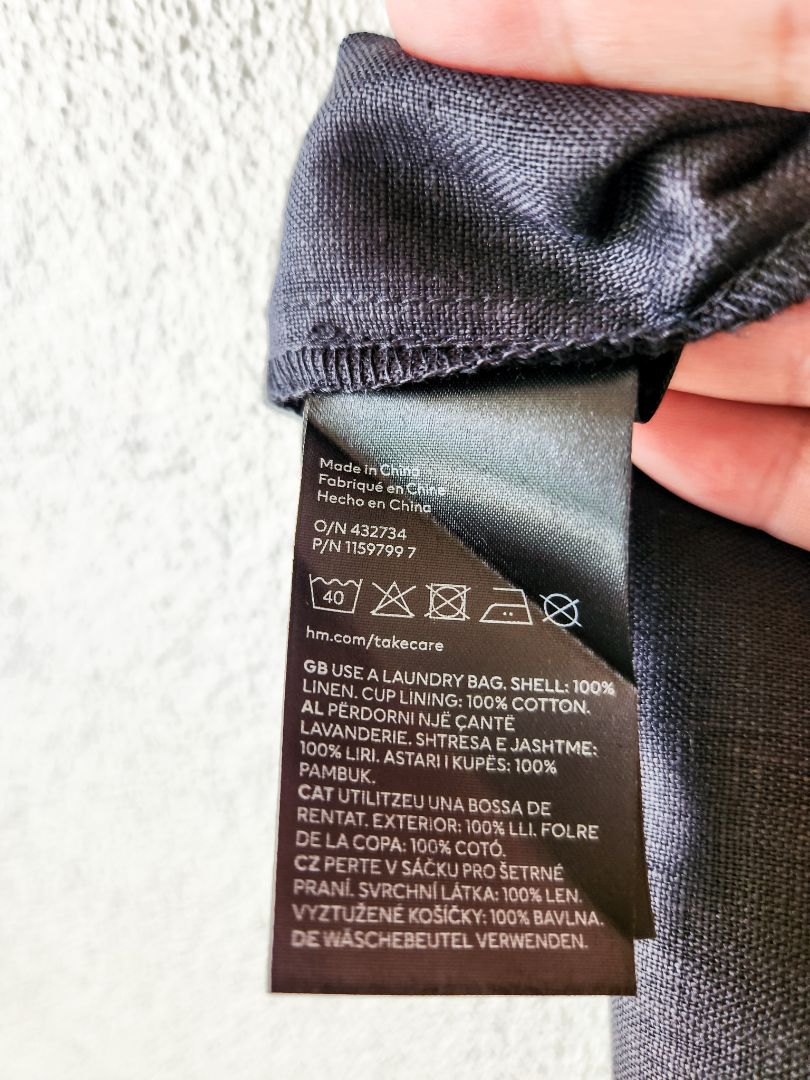 Made in China
Fabriqué en Chine
Hecho en China
O/N 432734
P/N 1159799 7
40
hm.com/takecare
GB USE A LAUNDRY BAG. SHELL: 100%
LINEN. CUP LINING: 100% COTTON.
AL PËRDORNI NJË ÇANTË
LAVANDERIE. SHTRESA E JASHTME:
100% LIRI. ASTARI I KUPËS: 100%
PAMBUK.
CAT UTILITZEU UNA BOSSA DE
RENTAT. EXTERIOR: 100% LLI. FOLRE
DE LA COPA: 100% COTÓ.
CZ PERTE V SÁČKU PRO ŠETRNÉ
PRANÍ. SVRCHNÍ LÁTKA: 100% LEN.
VYZTUŽENÉ KOŠÍČKY: 100% BAVLNA.
DE WÄSCHEBEUTEL VERWENDEN.